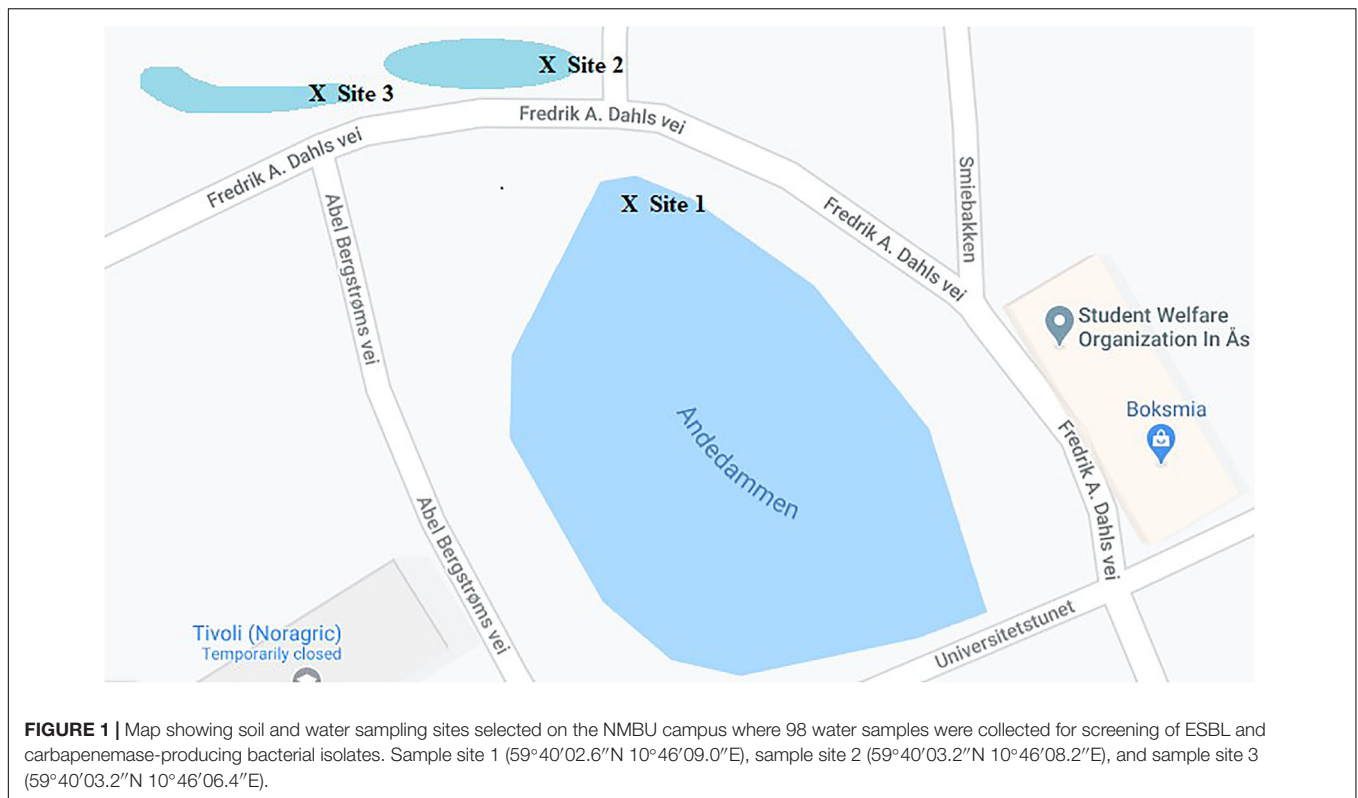 X Site 2
X Site 3
Fredrik A. Dahls vei
Fredrik A. Dahls vei
Smiebakken
X Site 1
Abel Bergstrøms vei
Fredrik A. Dahls vei
Student Welfare
Organization In Ås
Boksmia
Andedammen
Fredrik A. Dahls vei
Abel Bergstrøms vei
Universitetstunet
Tivoli (Noragric)
Temporarily closed
FIGURE 1 | Map showing soil and water sampling sites selected on the NMBU campus where 98 water samples were collected for screening of ESBL and
carbapenemase-producing bacterial isolates. Sample site 1 (59°40′02.6″N 10°46′09.0″E), sample site 2 (59°40′03.2″N 10°46′08.2″E), and sample site 3
(59°40′03.2″N 10°46′06.4″E).